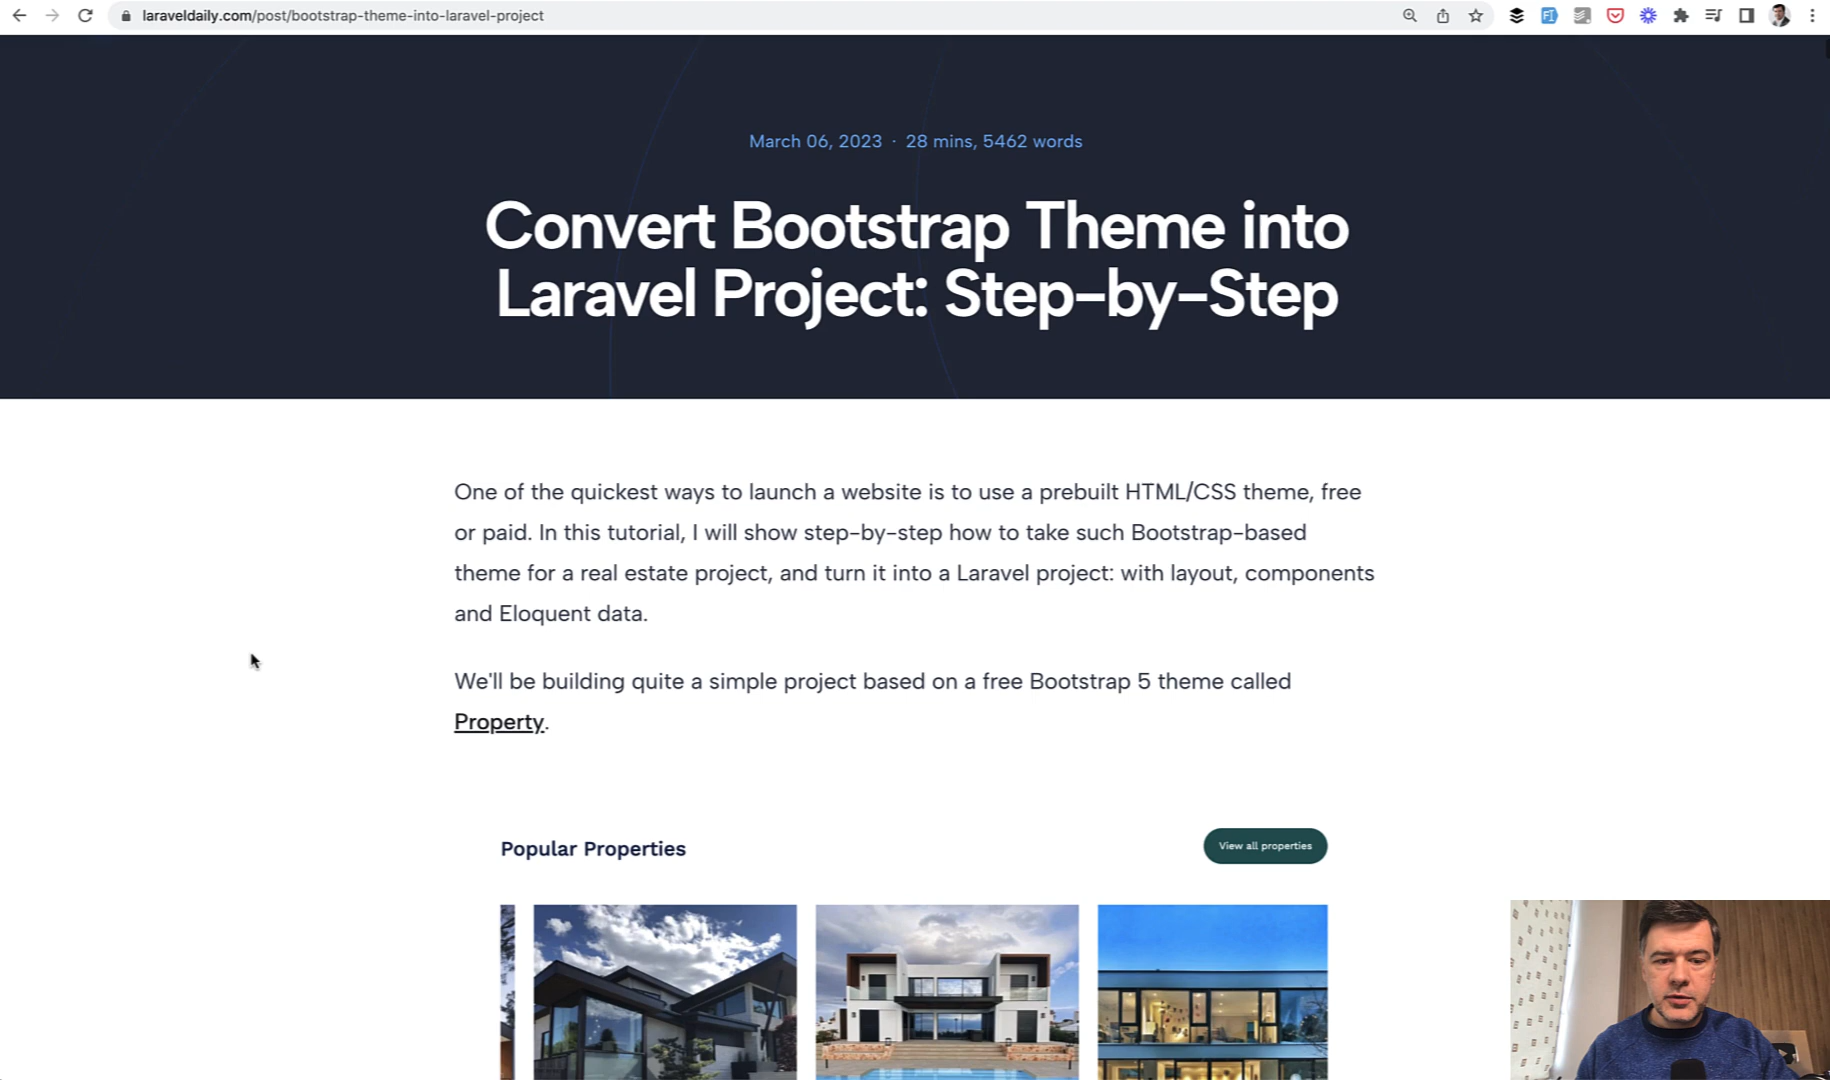 laraveldaily.com/post/bootstrap-theme-into-laravel-project
March 06, 2023 · 28 mins, 5462 words
Convert Bootstrap Theme into
Laravel Project: Step-by-Step
One of the quickest ways to launch a website is to use a prebuilt HTML/CSS theme, free
or paid. In this tutorial, I will show step-by-step how to take such Bootstrap-based
theme for a real estate project, and turn it into a Laravel project: with layout, components
and Eloquent data.
We'll be building quite a simple project based on a free Bootstrap 5 theme called
Property.
Popular Properties
View all properties